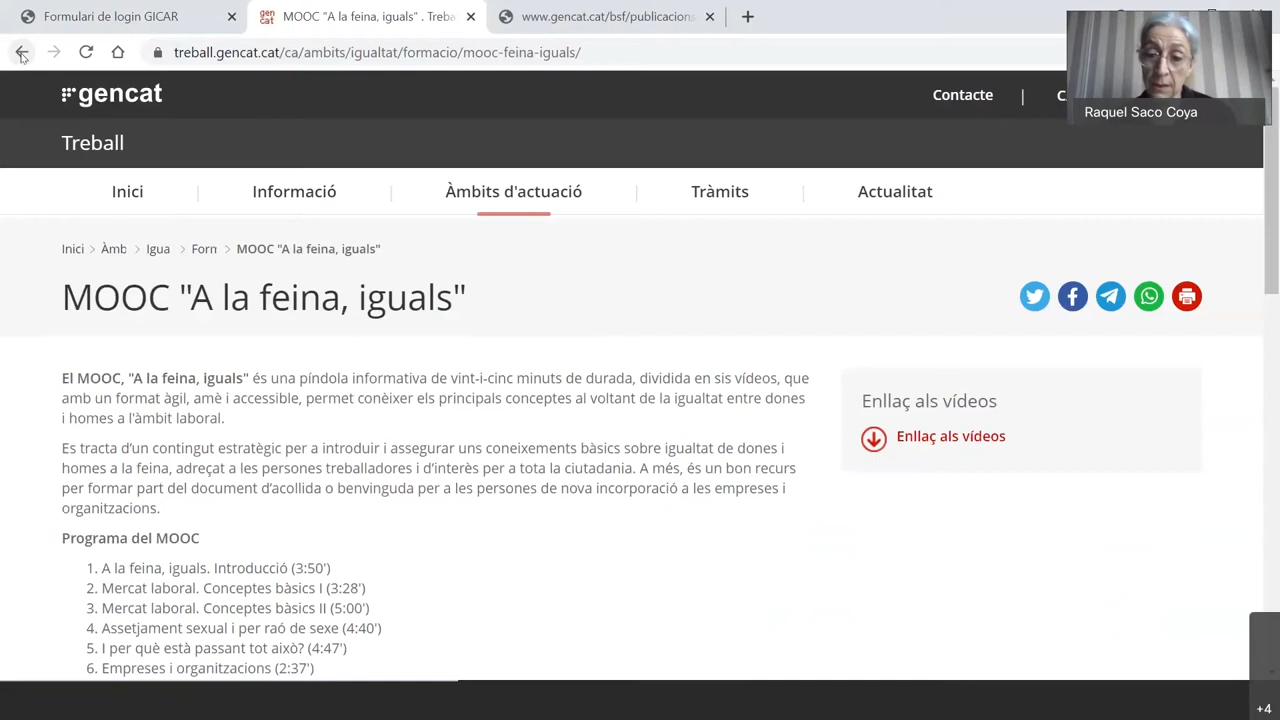 Formulari de login GICAR
MOOC "A la feina, iguals" . Treba
www.gencat.cat/bsf/publicacions
treball.gencat.cat/ca/ambits/igualtat/formacio/mooc-feina-iguals/
gencat
Contacte
Raquel Saco Coya
Treball
Inici
Informació
Àmbits d'actuació
Tràmits
Actualitat
Inici > Àmb > Igua > Form > MOOC "A la feina, iguals"
MOOC "A la feina, iguals"
El MOOC, "A la feina, iguals" és una píndola informativa de vint-i-cinc minuts de durada, dividida en sis vídeos, que
amb un format àgil, amè i accessible, permet conèixer els principals conceptes al voltant de la igualtat entre dones
i homes a l'àmbit laboral.
Es tracta d'un contingut estratègic per a introduir i assegurar uns coneixements bàsics sobre igualtat de dones i
homes a la feina, adreçat a les persones treballadores i d'interès per a tota la ciutadania. A més, és un bon recurs
per formar part del document d'acollida o benvinguda per a les persones de nova incorporació a les empreses i
organitzacions.
Enllaç als vídeos
Enllaç als vídeos
Programa del MOOC
1. A la feina, iguals. Introducció (3:50')
2. Mercat laboral. Conceptes bàsics I (3:28')
3. Mercat laboral. Conceptes bàsics II (5:00')
4. Assetjament sexual i per raó de sexe (4:40')
5. I per què està passant tot això? (4:47')
6. Empreses i organitzacions (2:37')
+4